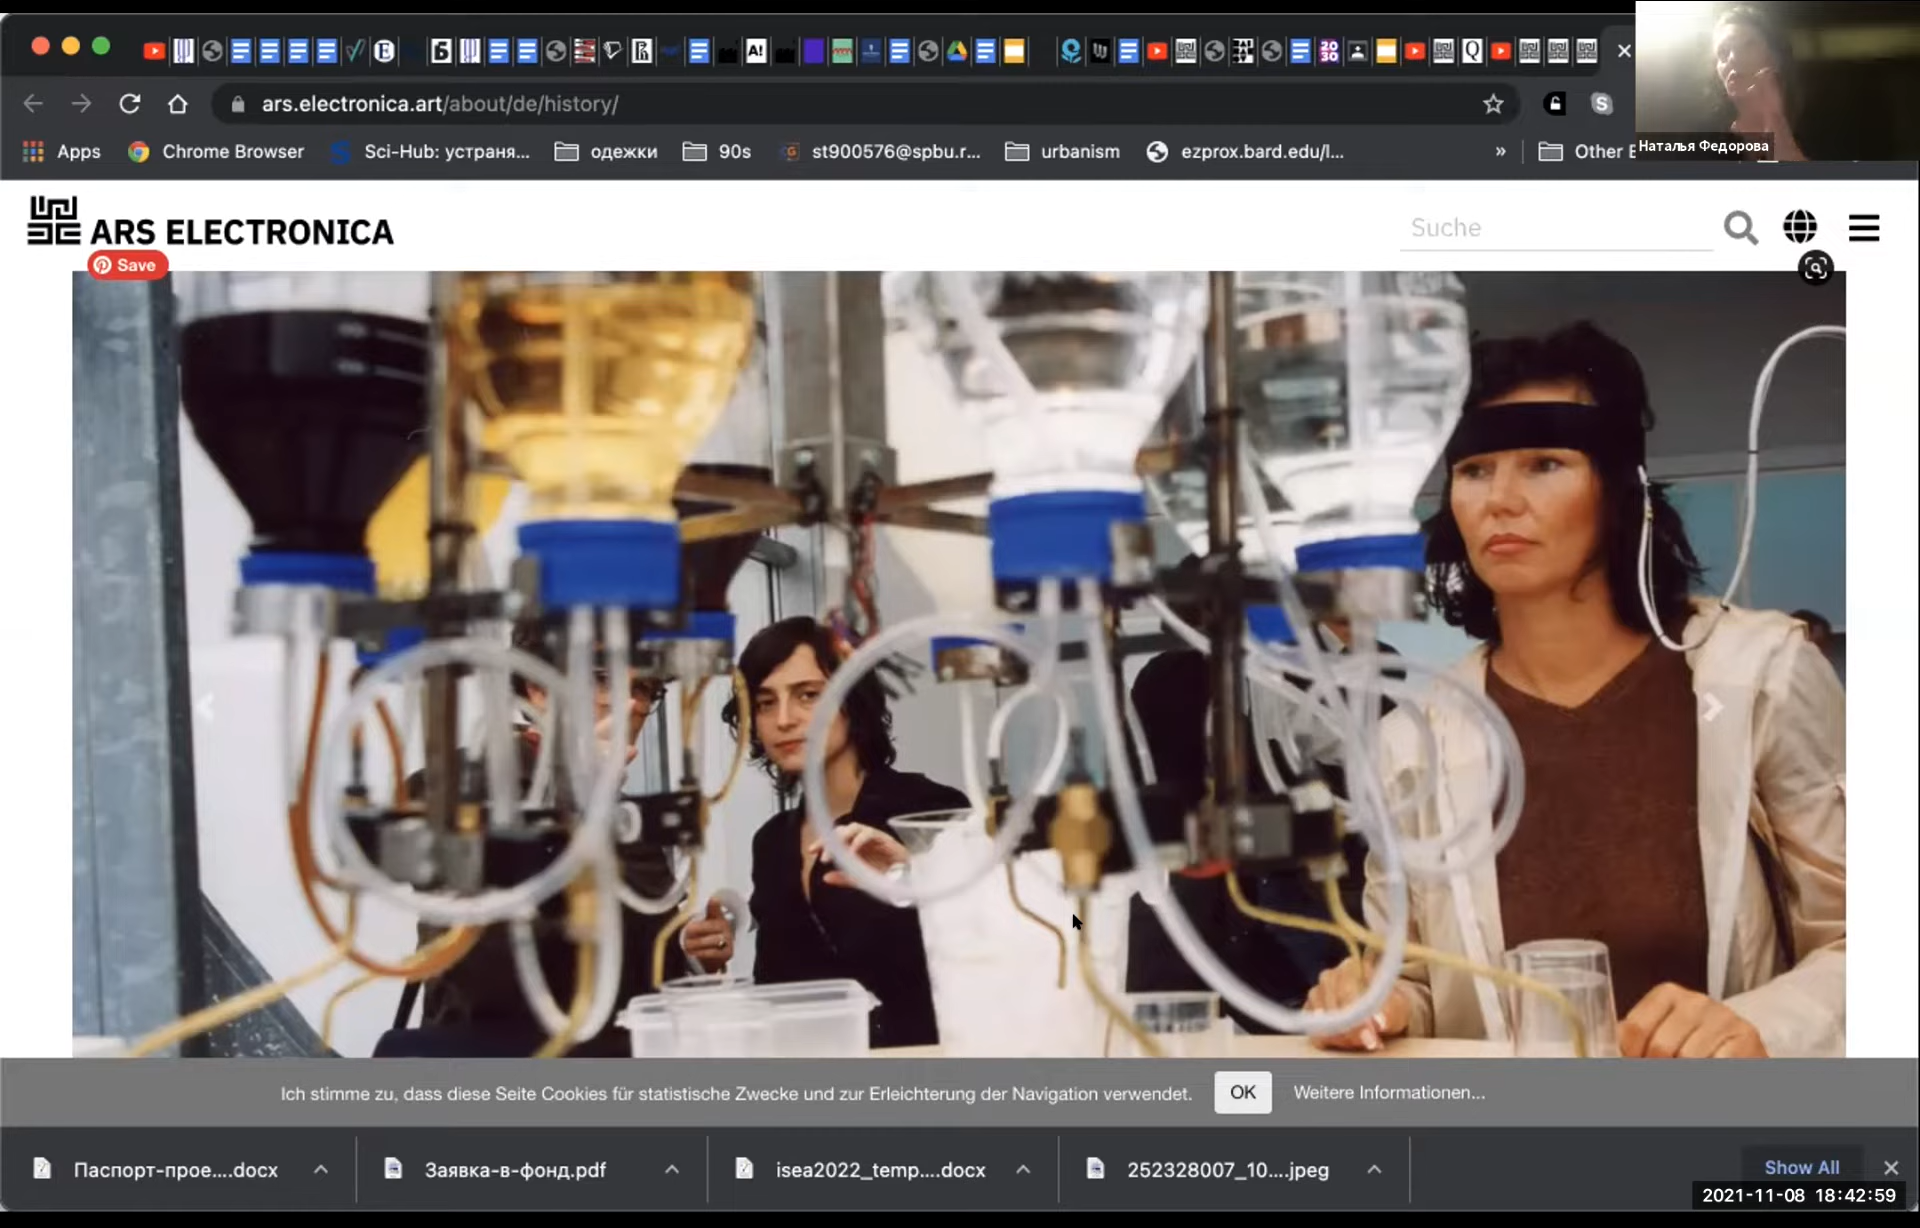 ars.electronica.art/about/de/history/
Apps
Chrome Browser
Sci-Hub: устраня...
одежки
90s
st900576@spbu.r...
urbanism
ezprox.bard.edu/l...
»
Other
Наталья Федорова
ARS ELECTRONICA
Suche
Save
Ich stimme zu, dass diese Seite Cookies für statistische Zwecke und zur Erleichterung der Navigation verwendet.
OK
Weitere Informationen...
Паспорт-прое....docx
Заявка-в-фонд.pdf
isea2022_temp....docx
252328007_10....jpeg
Show All
2021-11-08 18:42:59